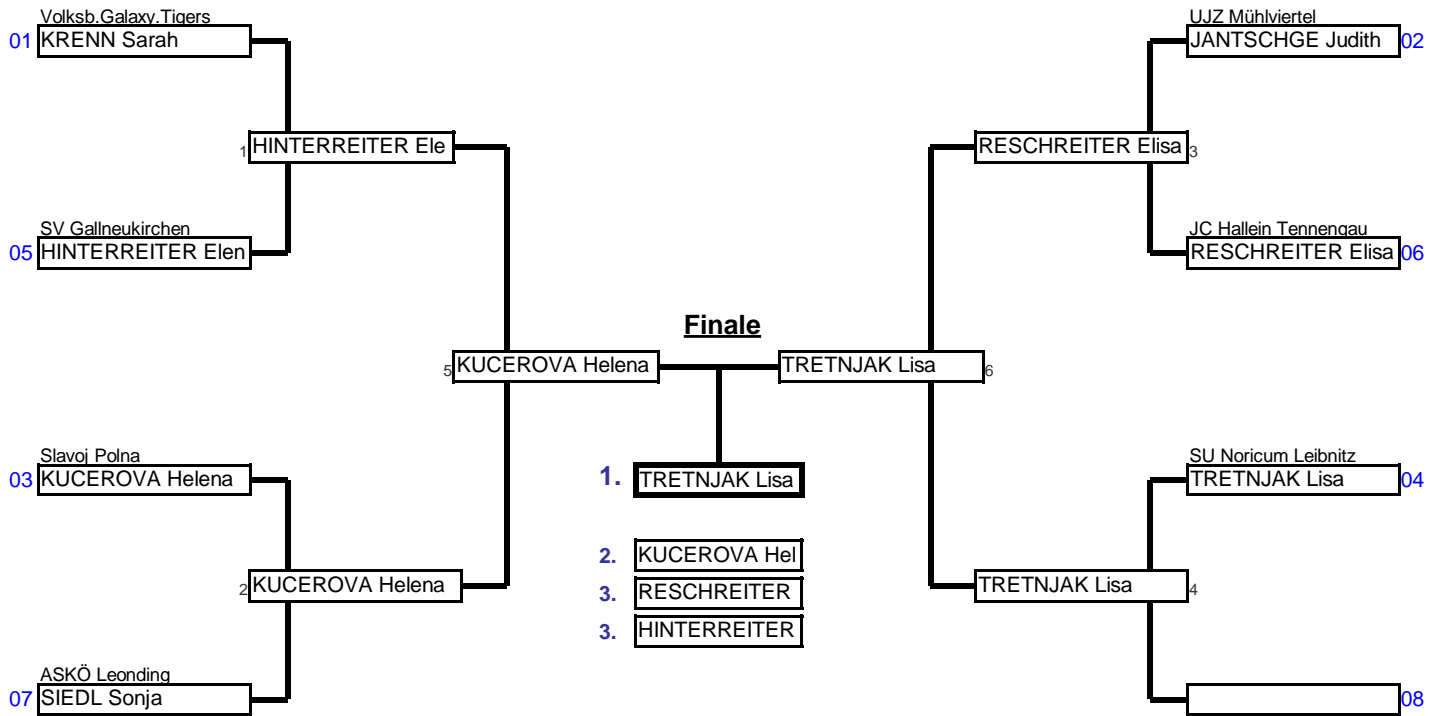 Volksb.Galaxy.Tigers
01 KRENN Sarah
1 HINTERREITER Ele
SV Gallneukirchen
05 HINTERREITER Elen
5 KUCEROVA Helena
Slavoj Polna
03 KUCEROVA Helena
2 KUCEROVA Helena
ASKÖ Leonding
07 SIEDL Sonja
Finale
1. TRETNJAK Lisa
2. KUCEROVA Hel
3. RESCHREITER
3. HINTERREITER
UJZ Mühlviertel
JANTSCHGE Judith 02
RESCHREITER Elisa 3
JC Hallein Tennengau
RESCHREITER Elisa 06
TRETNJAK Lisa 6
SU Noricum Leibnitz
TRETNJAK Lisa 04
TRETNJAK Lisa 4
08